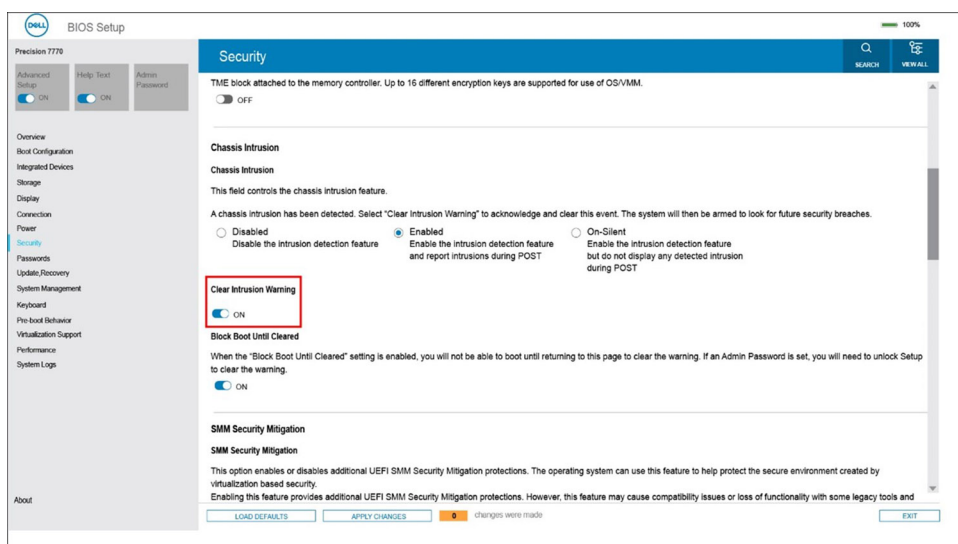 DELL
BIOS Setup
100%
Precision 7770
Advanced Setup
ON
Help Text
ON
Admin Password
Overview
Boot Configuration
Integrated Devices
Storage
Display
Connection
Power
Security
Passwords
Update,Recovery
System Management
Keyboard
Pre-boot Behavior
Virtualization Support
Performance
System Logs
About
Security
SEARCH
VIEW ALL
TME block attached to the memory controller. Up to 16 different encryption keys are supported for use of OS/VMM.
OFF
Chassis Intrusion
Chassis Intrusion
This field controls the chassis intrusion feature.
A chassis intrusion has been detected. Select "Clear Intrusion Warning" to acknowledge and clear this event. The system will then be armed to look for future security breaches.
Disabled
Disable the intrusion detection feature
Enabled
Enable the intrusion detection feature
and report intrusions during POST
On-Silent
Enable the intrusion detection feature
but do not display any detected intrusion
during POST
Clear Intrusion Warning
ON
Block Boot Until Cleared
When the "Block Boot Until Cleared" setting is enabled, you will not be able to boot until returning to this page to clear the warning. If an Admin Password is set, you will need to unlock Setup
to clear the warning.
ON
SMM Security Mitigation
SMM Security Mitigation
This option enables or disables additional UEFI SMM Security Mitigation protections. The operating system can use this feature to help protect the secure environment created by
virtualization based security.
Enabling this feature provides additional UEFI SMM Security Mitigation protections. However, this feature may cause compatibility issues or loss of functionality with some legacy tools and
LOAD DEFAULTS
APPLY CHANGES
0
changes were made
EXIT